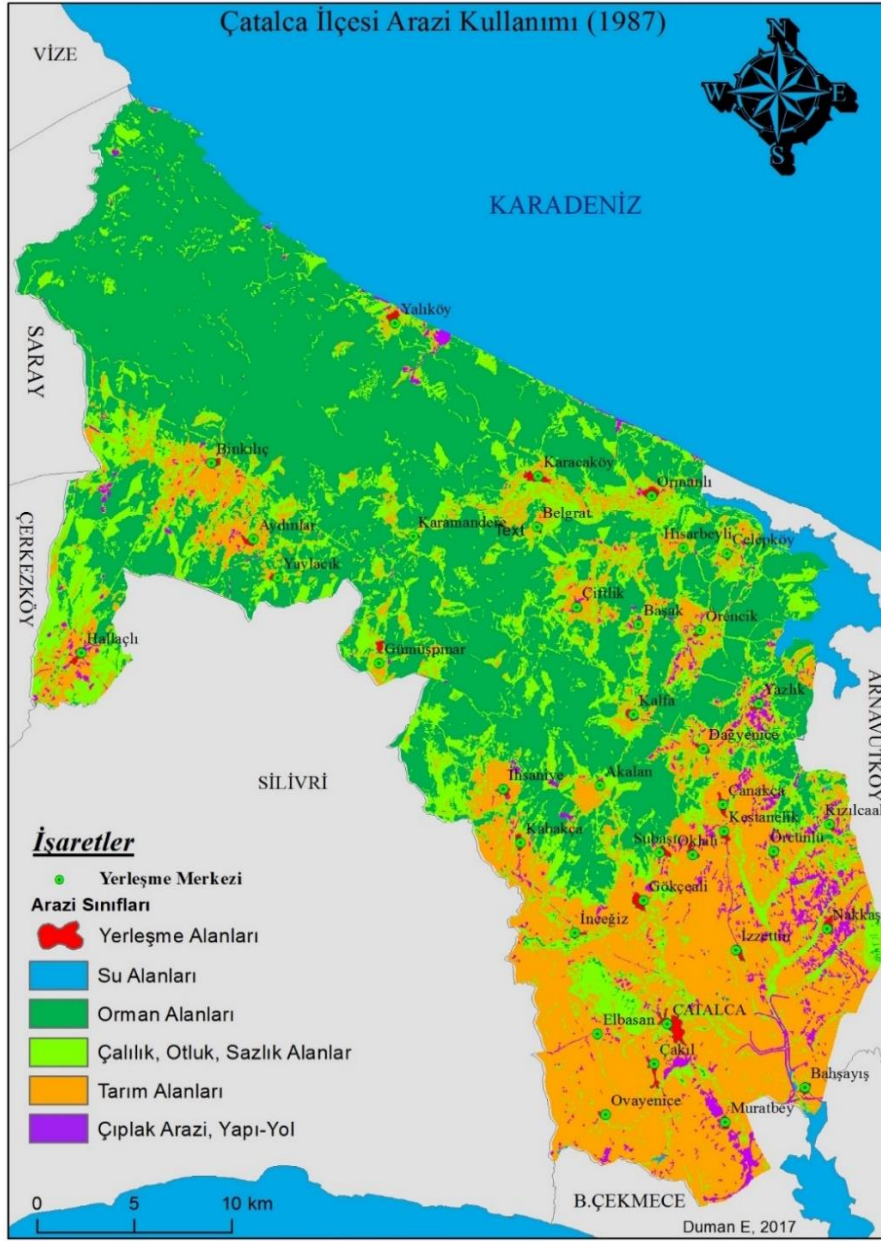 Çatalca İlçesi Arazi Kullanımı (1987)
VİZE
N
W
E
S
KARADENİZ
Yalıköy
SARAY
Binkılıç
Karacaköy
Ormanlı
ÇERKEZKÖY
Aydınlar
Karamandere
Text
Belgrat
Hisarbeyli
Celepköy
Yaylacık
Çiftlik
Başak
Örencik
Hallaçlı
Gümüşpınar
ARNAVUTKÖY
Yazlık
Kalfa
Dağyenice
SİLİVRİ
İhsaniye
Akalan
Çanakça
Kestanelik
Kızılcaali
Kabakça
Subaşı
Oklalı
Örcünlü
Gökçeali
Nakkaş
İnceğiz
İzzettin
İşaretler
Yerleşme Merkezi
Arazi Sınıfları
Yerleşme Alanları
Su Alanları
Orman Alanları
Çalılık, Otluk, Sazlık Alanlar
Tarım Alanları
Çıplak Arazi, Yapı-Yol
Elbasan
ÇATALCA
Çakıl
Bahşayış
Ovayenice
Muratbey
0 5 10 km
B.ÇEKMECE
Duman E, 2017